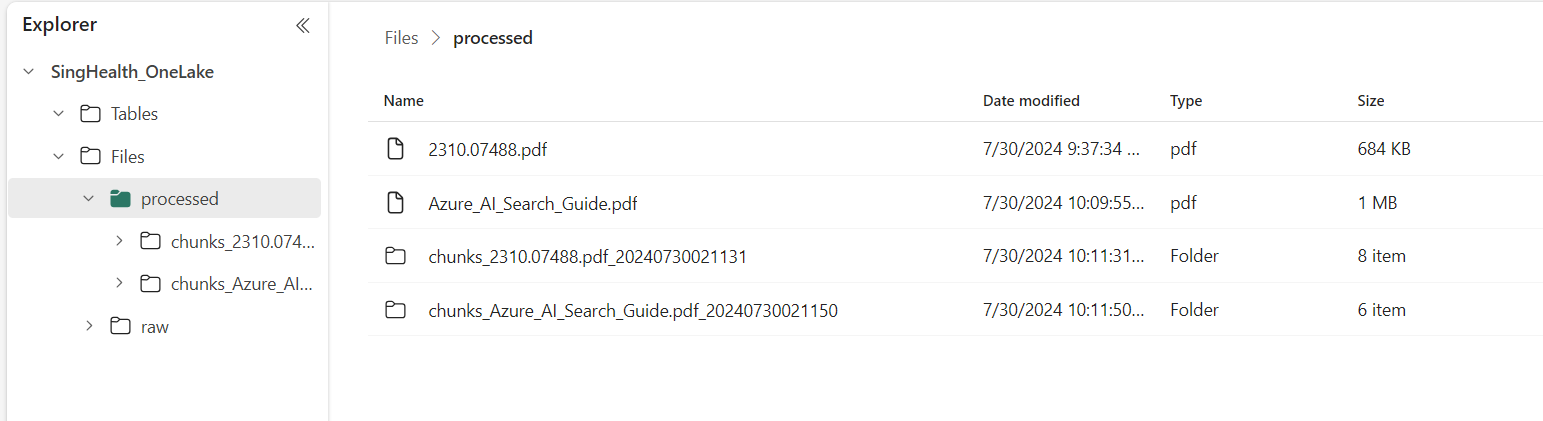 Explorer
SingHealth_OneLake
Tables
Files
processed
chunks_2310.074...
chunks_Azure_AI...
raw
Files > processed
Name Date modified Type Size
2310.07488.pdf 7/30/2024 9:37:34 ... pdf 684 KB
Azure_AI_Search_Guide.pdf 7/30/2024 10:09:55... pdf 1 MB
chunks_2310.07488.pdf_20240730021131 7/30/2024 10:11:31... Folder 8 item
chunks_Azure_AI_Search_Guide.pdf_20240730021150 7/30/2024 10:11:50... Folder 6 item